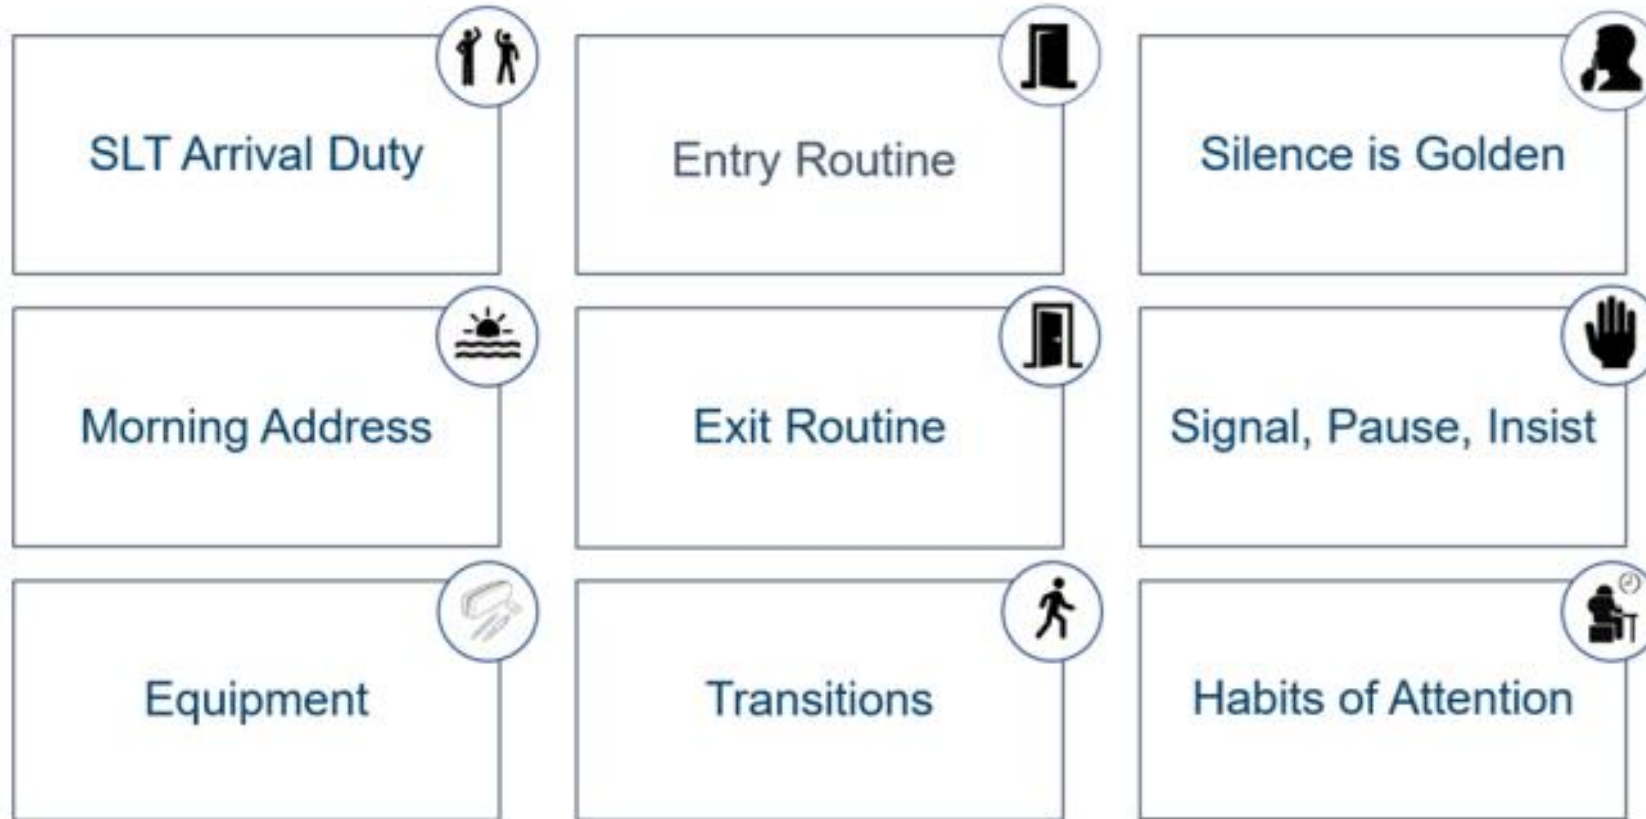 SLT Arrival Duty
Entry Routine
Silence is Golden
Morning Address
Exit Routine
Signal, Pause, Insist
Equipment
Transitions
Habits of Attention